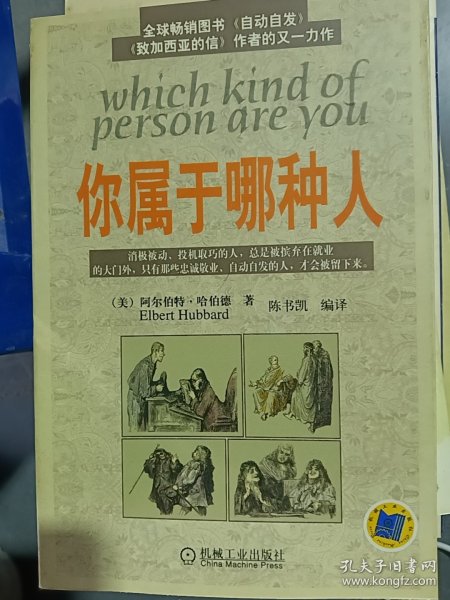 全球畅销图书《自动自发》
《致加西亚的信》作者的又一力作
which kind of
person are you
你属于哪种人
消极被动、投机取巧的人，总是被摈弃在就业
的大门外，只有那些忠诚敬业、自动自发的人，才会被留下来。
（美）阿尔伯特·哈伯德 著
Elbert Hubbard
陈书凯 编译
机械工业出版社
China Machine Press
孔夫子旧书网
www.kongfz.com